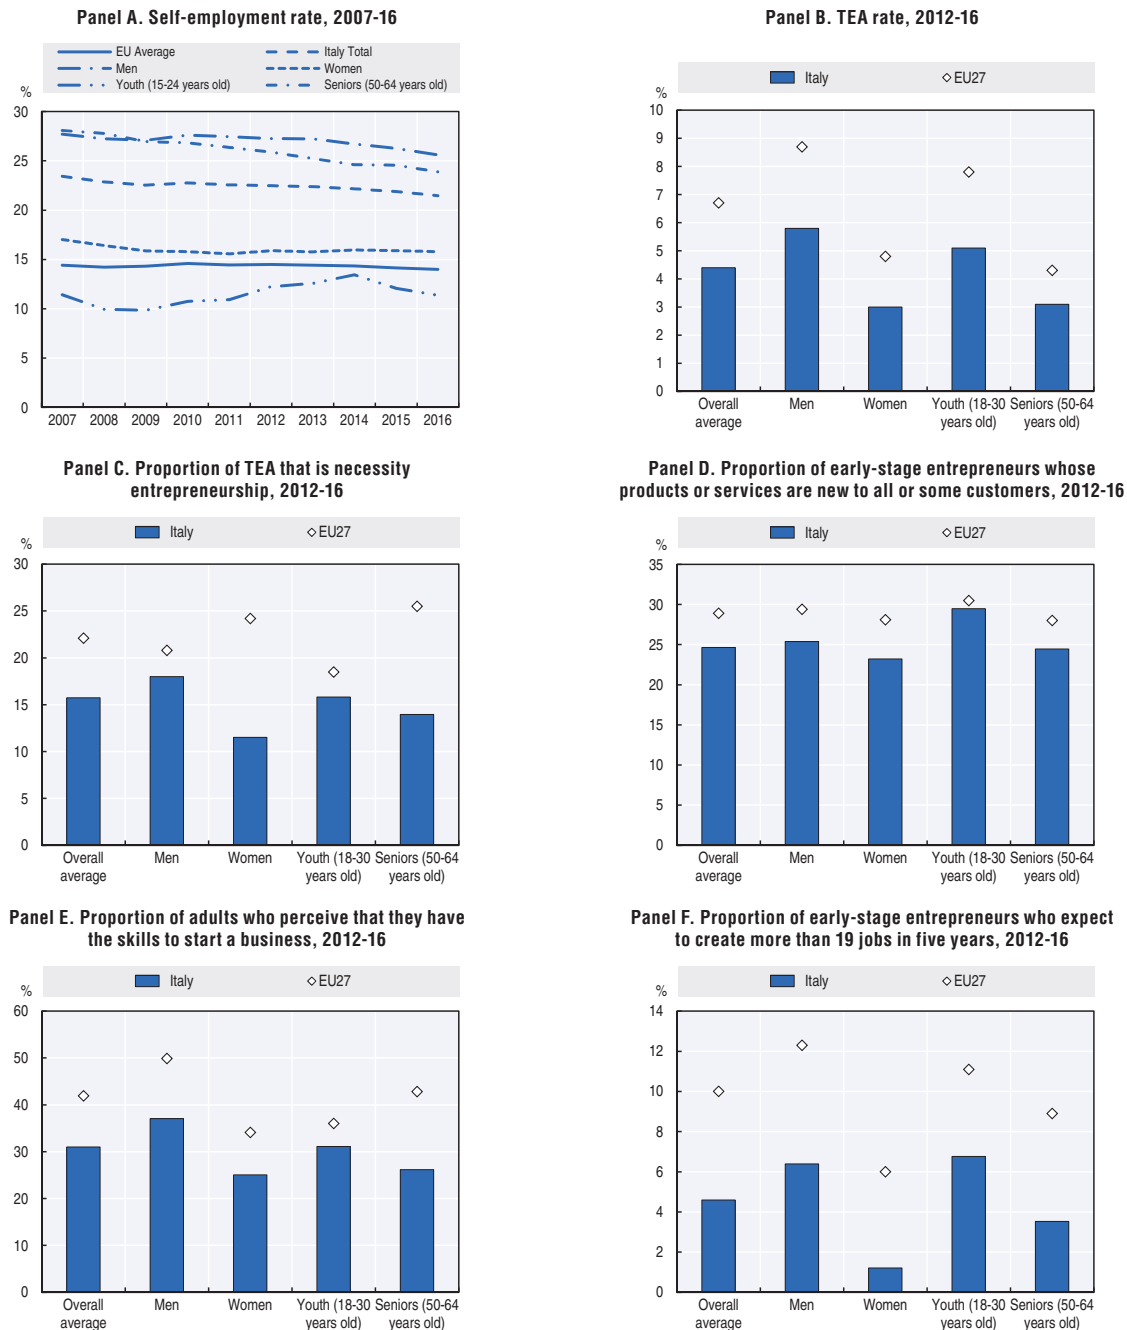 Panel A. Self-employment rate, 2007-16
EU Average
Italy Total
Men
Women
Youth (15-24 years old)
Seniors (50-64 years old)
%
30
25
20
15
10
5
0
2007 2008 2009 2010 2011 2012 2013 2014 2015 2016
Panel B. TEA rate, 2012-16
Italy
EU27
%
10
9
8
7
6
5
4
3
2
1
0
Overall average
Men
Women
Youth (18-30 years old)
Seniors (50-64 years old)
Panel C. Proportion of TEA that is necessity
entrepreneurship, 2012-16
Italy
EU27
%
30
25
20
15
10
5
0
Overall average
Men
Women
Youth (18-30 years old)
Seniors (50-64 years old)
Panel D. Proportion of early-stage entrepreneurs whose
products or services are new to all or some customers, 2012-16
Italy
EU27
%
35
30
25
20
15
10
5
0
Overall average
Men
Women
Youth (18-30 years old)
Seniors (50-64 years old)
Panel E. Proportion of adults who perceive that they have
the skills to start a business, 2012-16
Italy
EU27
%
60
50
40
30
20
10
0
Overall average
Men
Women
Youth (18-30 years old)
Seniors (50-64 years old)
Panel F. Proportion of early-stage entrepreneurs who expect
to create more than 19 jobs in five years, 2012-16
Italy
EU27
%
14
12
10
8
6
4
2
0
Overall average
Men
Women
Youth (18-30 years old)
Seniors (50-64 years old)